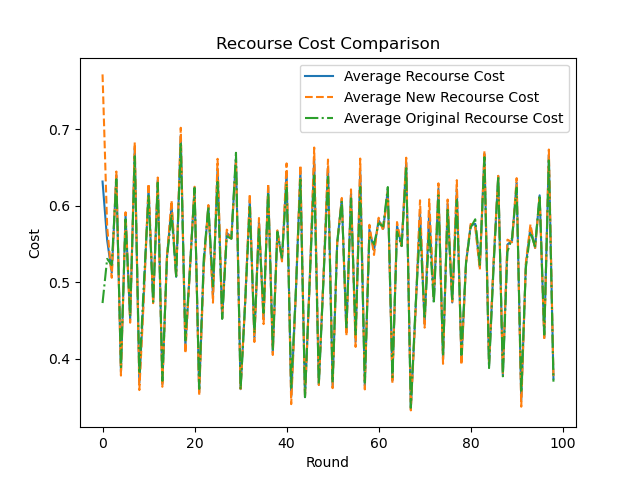 Recourse Cost Comparison
Average Recourse Cost
Average New Recourse Cost
Average Original Recourse Cost
Cost
0.7
0.6
0.5
0.4
0 20 40 60 80 100
Round